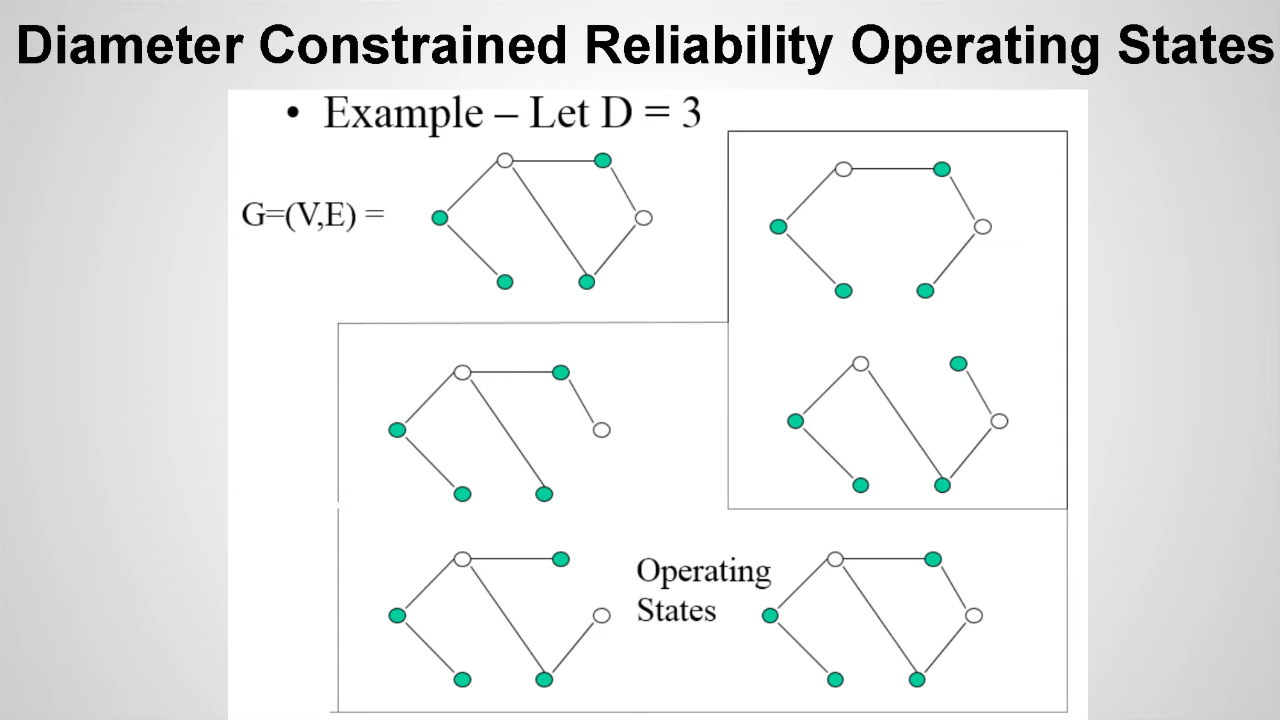 Diameter Constrained Reliability Operating States
• Example – Let D = 3
G=(V,E) =
Operating
States